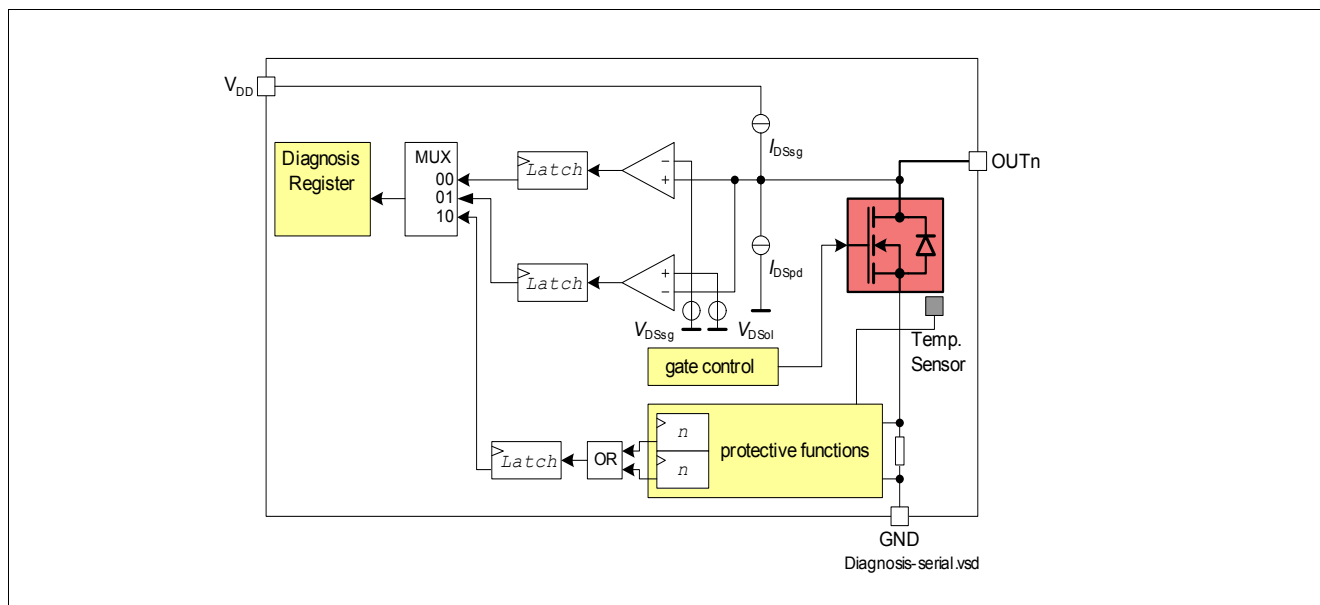 VDD
IDSsg
OUTn
Diagnosis
Register
MUX
00
01
10
Latch
−
+
Latch
+
−
IDSpd
VDSsg
VDSol
Temp.
Sensor
gate control
n
n
protective functions
Latch
OR
GND
Diagnosis-serial.vsd